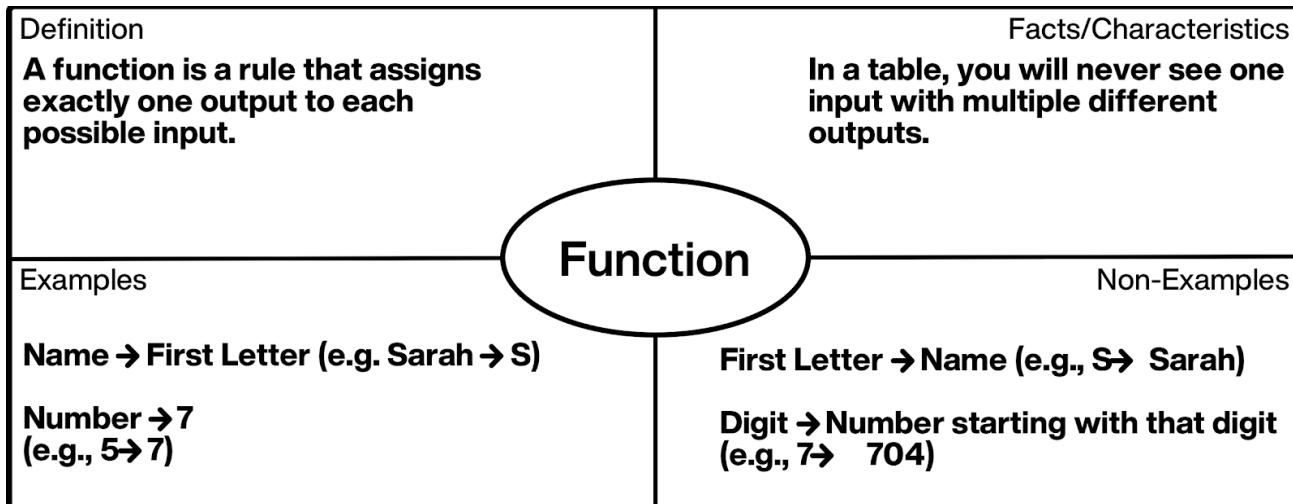 Definition
A function is a rule that assigns
exactly one output to each
possible input.
Facts/Characteristics
In a table, you will never see one
input with multiple different
outputs.
Function
Examples
Name → First Letter (e.g. Sarah → S)
Number → 7
(e.g., 5→ 7)
Non-Examples
First Letter → Name (e.g., S→ Sarah)
Digit → Number starting with that digit
(e.g., 7→ 704)